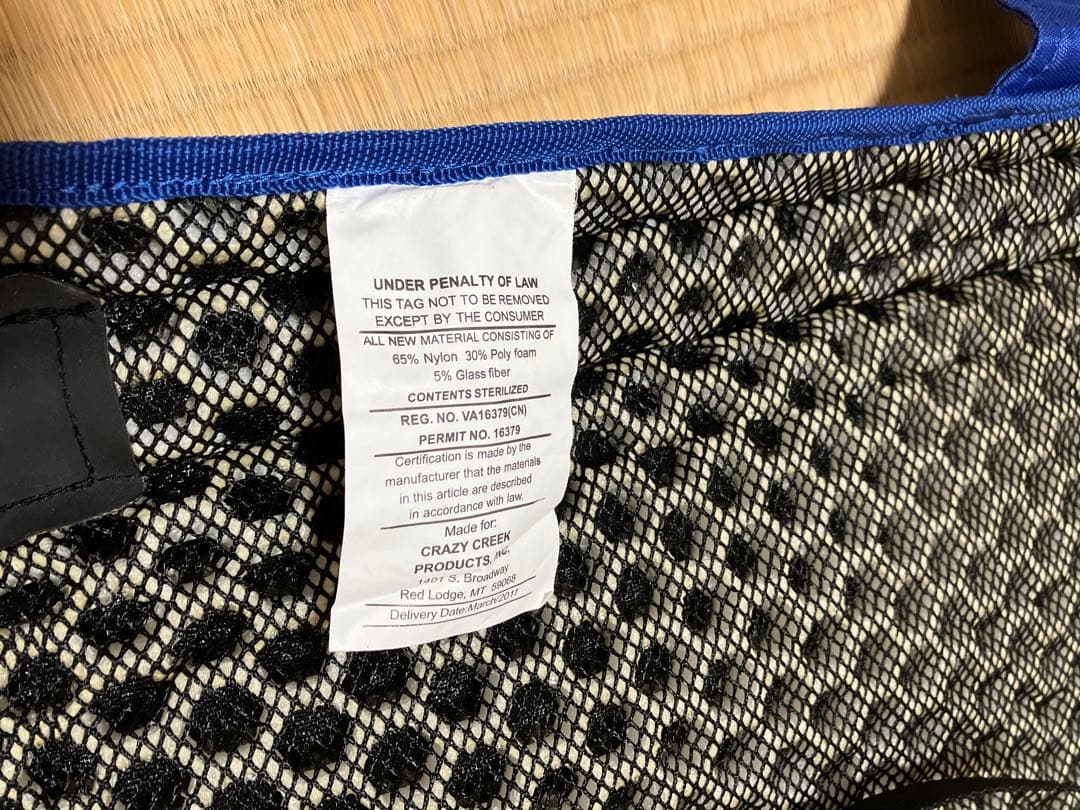 UNDER PENALTY OF LAW
THIS TAG NOT TO BE REMOVED
EXCEPT BY THE CONSUMER
ALL NEW MATERIAL CONSISTING OF
65% Nylon 30% Poly foam
5% Glass fiber
CONTENTS STERILIZED
REG. NO. VA16379(CN)
PERMIT NO. 16379
Certification is made by the
manufacturer that the materials
in this article are described
in accordance with law.
Made for:
CRAZY CREEK
PRODUCTS, INC.
1401 S. Broadway
Red Lodge, MT 59068
Delivery Date:March/2011